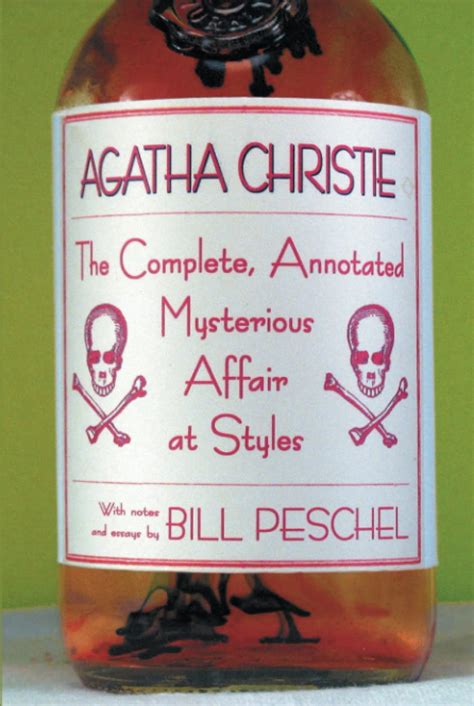 AGATHA CHRISTIE
The Complete, Annotated
Mysterious
Affair
at Styles
With notes
and essays by
BILL PESCHEL